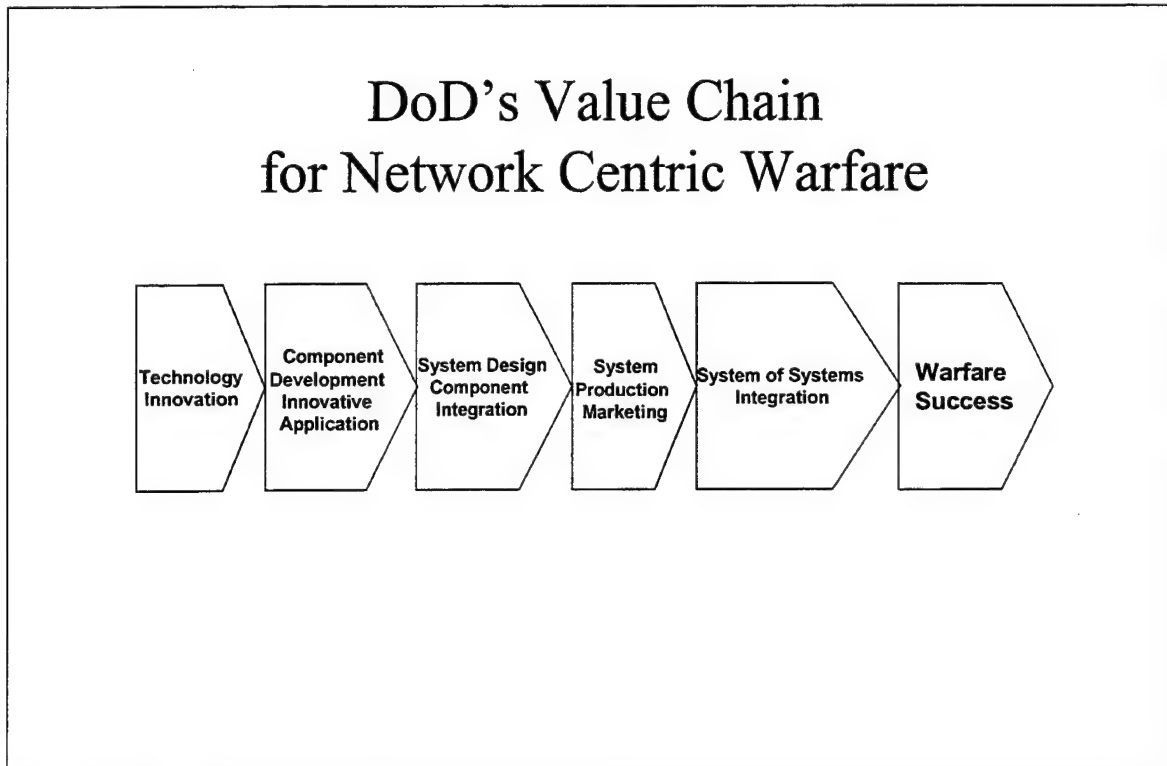 DoD's Value Chain
for Network Centric Warfare
Technology
Innovation
Component
Development
Innovative
Application
System Design
Component
Integration
System
Production
Marketing
System of Systems
Integration
Warfare
Success